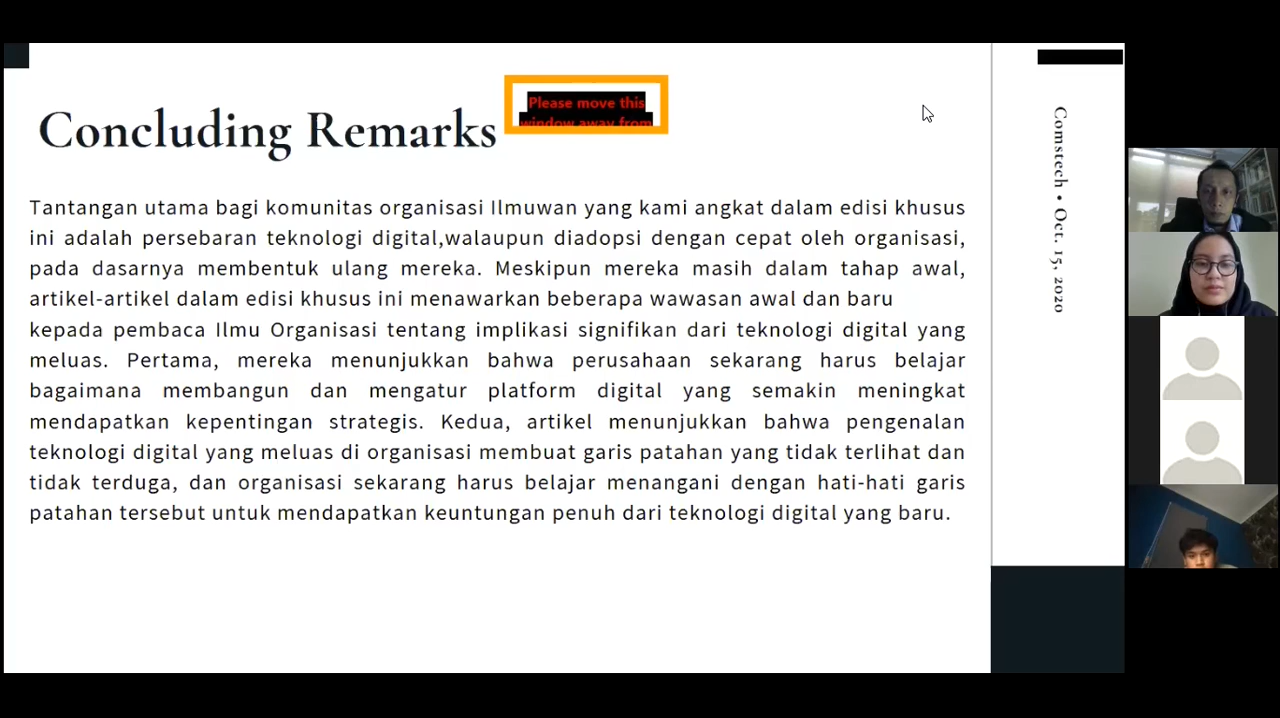 Please move this
window away from
Concluding Remarks
Tantangan utama bagi komunitas organisasi Ilmuwan yang kami angkat dalam edisi khusus
ini adalah persebaran teknologi digital,walaupun diadopsi dengan cepat oleh organisasi,
pada dasarnya membentuk ulang mereka. Meskipun mereka masih dalam tahap awal,
artikel-artikel dalam edisi khusus ini menawarkan beberapa wawasan awal dan baru
kepada pembaca Ilmu Organisasi tentang implikasi signifikan dari teknologi digital yang
meluas. Pertama, mereka menunjukkan bahwa perusahaan sekarang harus belajar
bagaimana membangun dan mengatur platform digital yang semakin meningkat
mendapatkan kepentingan strategis. Kedua, artikel menunjukkan bahwa pengenalan
teknologi digital yang meluas di organisasi membuat garis patahan yang tidak terlihat dan
tidak terduga, dan organisasi sekarang harus belajar menangani dengan hati-hati garis
patahan tersebut untuk mendapatkan keuntungan penuh dari teknologi digital yang baru.
Comstech • Oct. 15, 2020